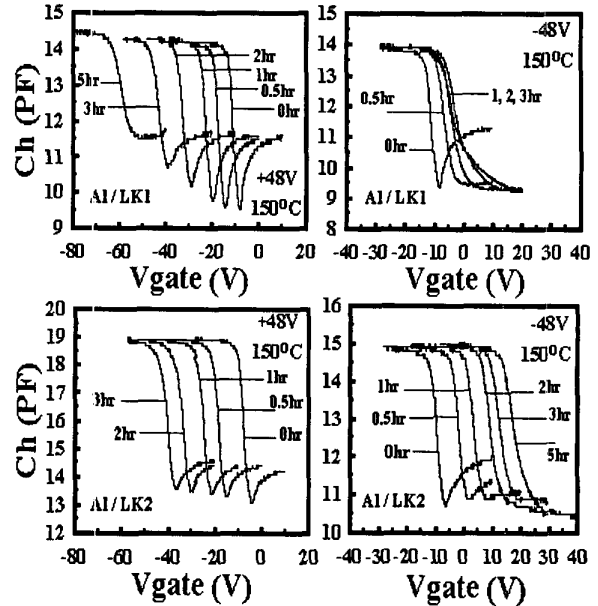 Ch (PF)
15
14
13
12
11
10
9
5hr
3hr
2hr
1hr
0.5hr
0hr
+48V
150ºC
Al / LK1
-80 -60 -40 -20 0 20
Vgate (V)
15
14
13
12
11
10
9
8
-48V
150ºC
0.5hr
0hr
1, 2, 3hr
Al / LK1
-40 -30 -20 -10 0 10 20 30 40
Vgate (V)
Ch (PF)
20
19
18
17
16
15
14
13
12
+48V
150ºC
3hr
2hr
1hr
0.5hr
0hr
Al / LK2
-80 -60 -40 -20 0 20
Vgate (V)
16
15
14
13
12
11
10
-48V
150ºC
1hr
0.5hr
0hr
2hr
3hr
5hr
Al / LK2
-40 -30 -20 -10 0 10 20 30 40
Vgate (V)